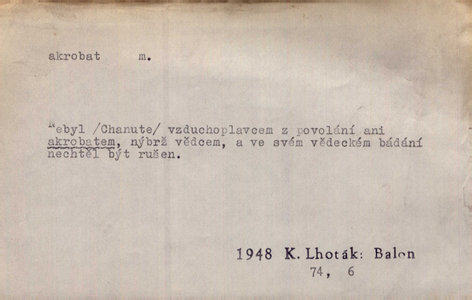 akrobat m.
Nebyl /Chanute/ vzduchoplavcem z povolání ani
akrobatem, nýbrž vědcem, a ve svém vědeckém bádání
nechtěl být rušen.
1948 K. Lhoták: Balon
74, 6